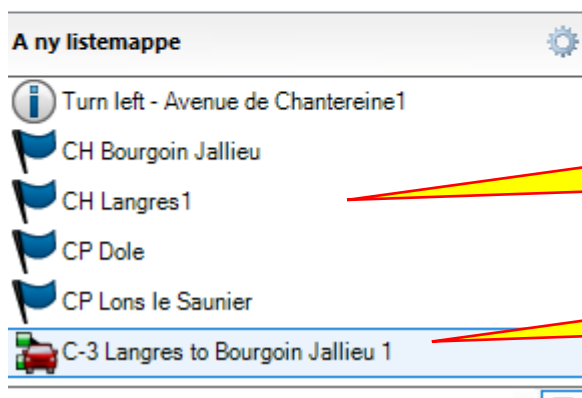 A ny listemappe
Turn left - Avenue de Chantereine1
CH Bourgoin Jallieu
CH Langres1
CP Dole
CP Lons le Saunier
C-3 Langres to Bourgoin Jallieu 1